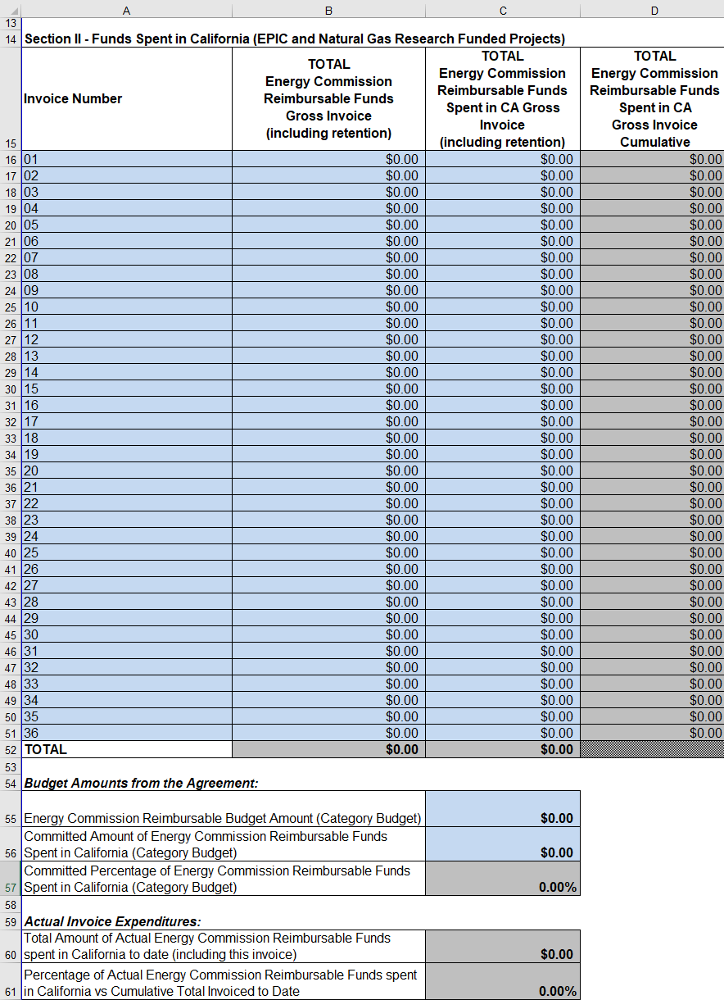 A B C D
13
14 Section II - Funds Spent in California (EPIC and Natural Gas Research Funded Projects)
15 Invoice Number
TOTAL
Energy Commission
Reimbursable Funds
Gross Invoice
(including retention)
TOTAL
Energy Commission
Reimbursable Funds
Spent in CA Gross
Invoice
(including retention)
TOTAL
Energy Commission
Reimbursable Funds
Spent in CA
Gross Invoice
Cumulative
16 01 $0.00 $0.00 $0.00
17 02 $0.00 $0.00 $0.00
18 03 $0.00 $0.00 $0.00
19 04 $0.00 $0.00 $0.00
20 05 $0.00 $0.00 $0.00
21 06 $0.00 $0.00 $0.00
22 07 $0.00 $0.00 $0.00
23 08 $0.00 $0.00 $0.00
24 09 $0.00 $0.00 $0.00
25 10 $0.00 $0.00 $0.00
26 11 $0.00 $0.00 $0.00
27 12 $0.00 $0.00 $0.00
28 13 $0.00 $0.00 $0.00
29 14 $0.00 $0.00 $0.00
30 15 $0.00 $0.00 $0.00
31 16 $0.00 $0.00 $0.00
32 17 $0.00 $0.00 $0.00
33 18 $0.00 $0.00 $0.00
34 19 $0.00 $0.00 $0.00
35 20 $0.00 $0.00 $0.00
36 21 $0.00 $0.00 $0.00
37 22 $0.00 $0.00 $0.00
38 23 $0.00 $0.00 $0.00
39 24 $0.00 $0.00 $0.00
40 25 $0.00 $0.00 $0.00
41 26 $0.00 $0.00 $0.00
42 27 $0.00 $0.00 $0.00
43 28 $0.00 $0.00 $0.00
44 29 $0.00 $0.00 $0.00
45 30 $0.00 $0.00 $0.00
46 31 $0.00 $0.00 $0.00
47 32 $0.00 $0.00 $0.00
48 33 $0.00 $0.00 $0.00
49 34 $0.00 $0.00 $0.00
50 35 $0.00 $0.00 $0.00
51 36 $0.00 $0.00 $0.00
52 TOTAL $0.00 $0.00
53
54 Budget Amounts from the Agreement:
55 Energy Commission Reimbursable Budget Amount (Category Budget) $0.00
Committed Amount of Energy Commission Reimbursable Funds
56 Spent in California (Category Budget) $0.00
Committed Percentage of Energy Commission Reimbursable Funds
57 Spent in California (Category Budget) 0.00%
58
59 Actual Invoice Expenditures:
Total Amount of Actual Energy Commission Reimbursable Funds
60 spent in California to date (including this invoice) $0.00
Percentage of Actual Energy Commission Reimbursable Funds spent
61 in California vs Cumulative Total Invoiced to Date 0.00%